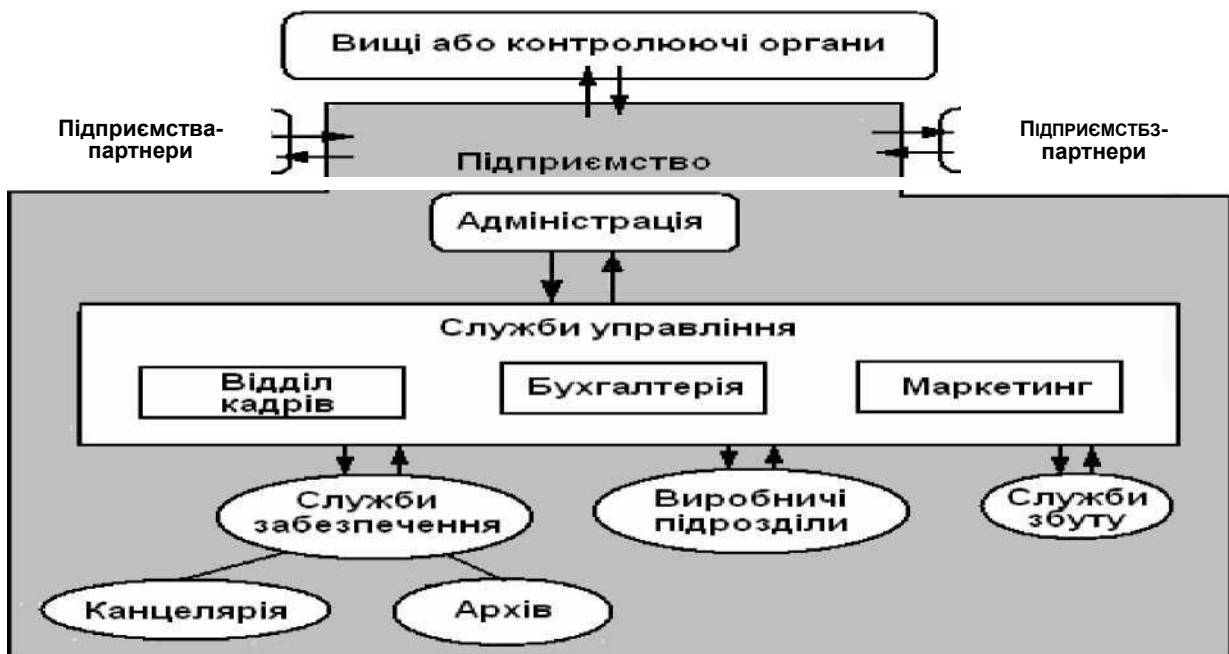 Вищі або контролюючі органи
Підприємства-
партнери
Підприємство
ПІДПРИЄМСТБЗ-
партнери
Адміністрація
Служби управління
Відділ
кадрів
Бухгалтерія
Маркетинг
Служби
забезпечення
Виробничі
підрозділи
Служби
збуту
Канцелярія
Архів